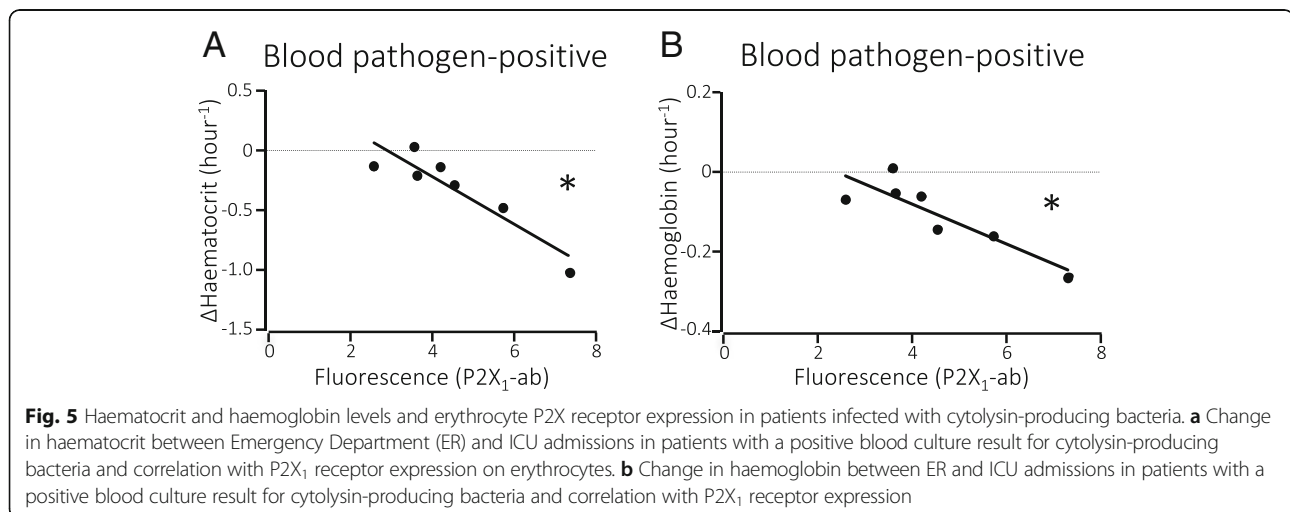 A
Blood pathogen-positive
ΔHaematocrit (hour⁻¹)
0.5
0
-0.5
-1.0
-1.5
*
0 2 4 6 8
Fluorescence (P2X₁-ab)
B
Blood pathogen-positive
ΔHaemoglobin (hour⁻¹)
0.2
0
-0.2
-0.4
*
0 2 4 6 8
Fluorescence (P2X₁-ab)
Fig. 5 Haematocrit and haemoglobin levels and erythrocyte P2X receptor expression in patients infected with cytolysin-producing bacteria. a Change
in haematocrit between Emergency Department (ER) and ICU admissions in patients with a positive blood culture result for cytolysin-producing
bacteria and correlation with P2X₁ receptor expression on erythrocytes. b Change in haemoglobin between ER and ICU admissions in patients with a
positive blood culture result for cytolysin-producing bacteria and correlation with P2X₁ receptor expression